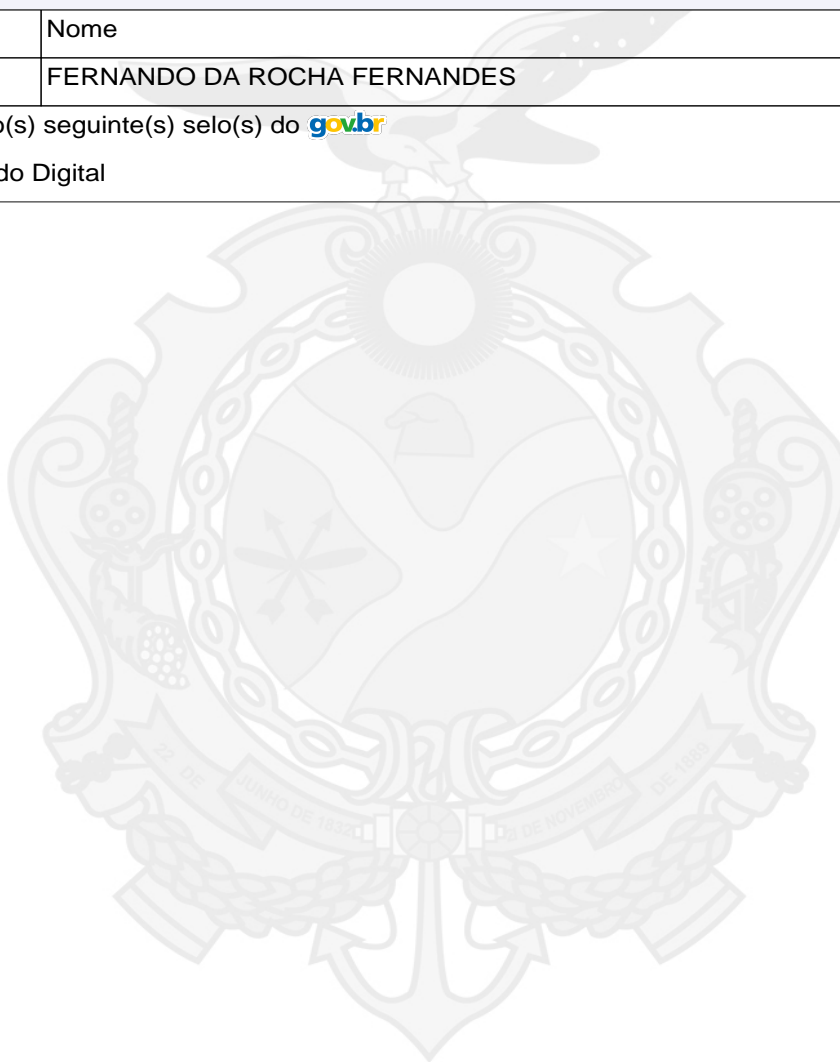 Nome
FERNANDO DA ROCHA FERNANDES
o(s) seguinte(s) selo(s) do gov.br
do Digital
22 DE JUNHO DE 1832
21 DE NOVEMBRO DE 1889